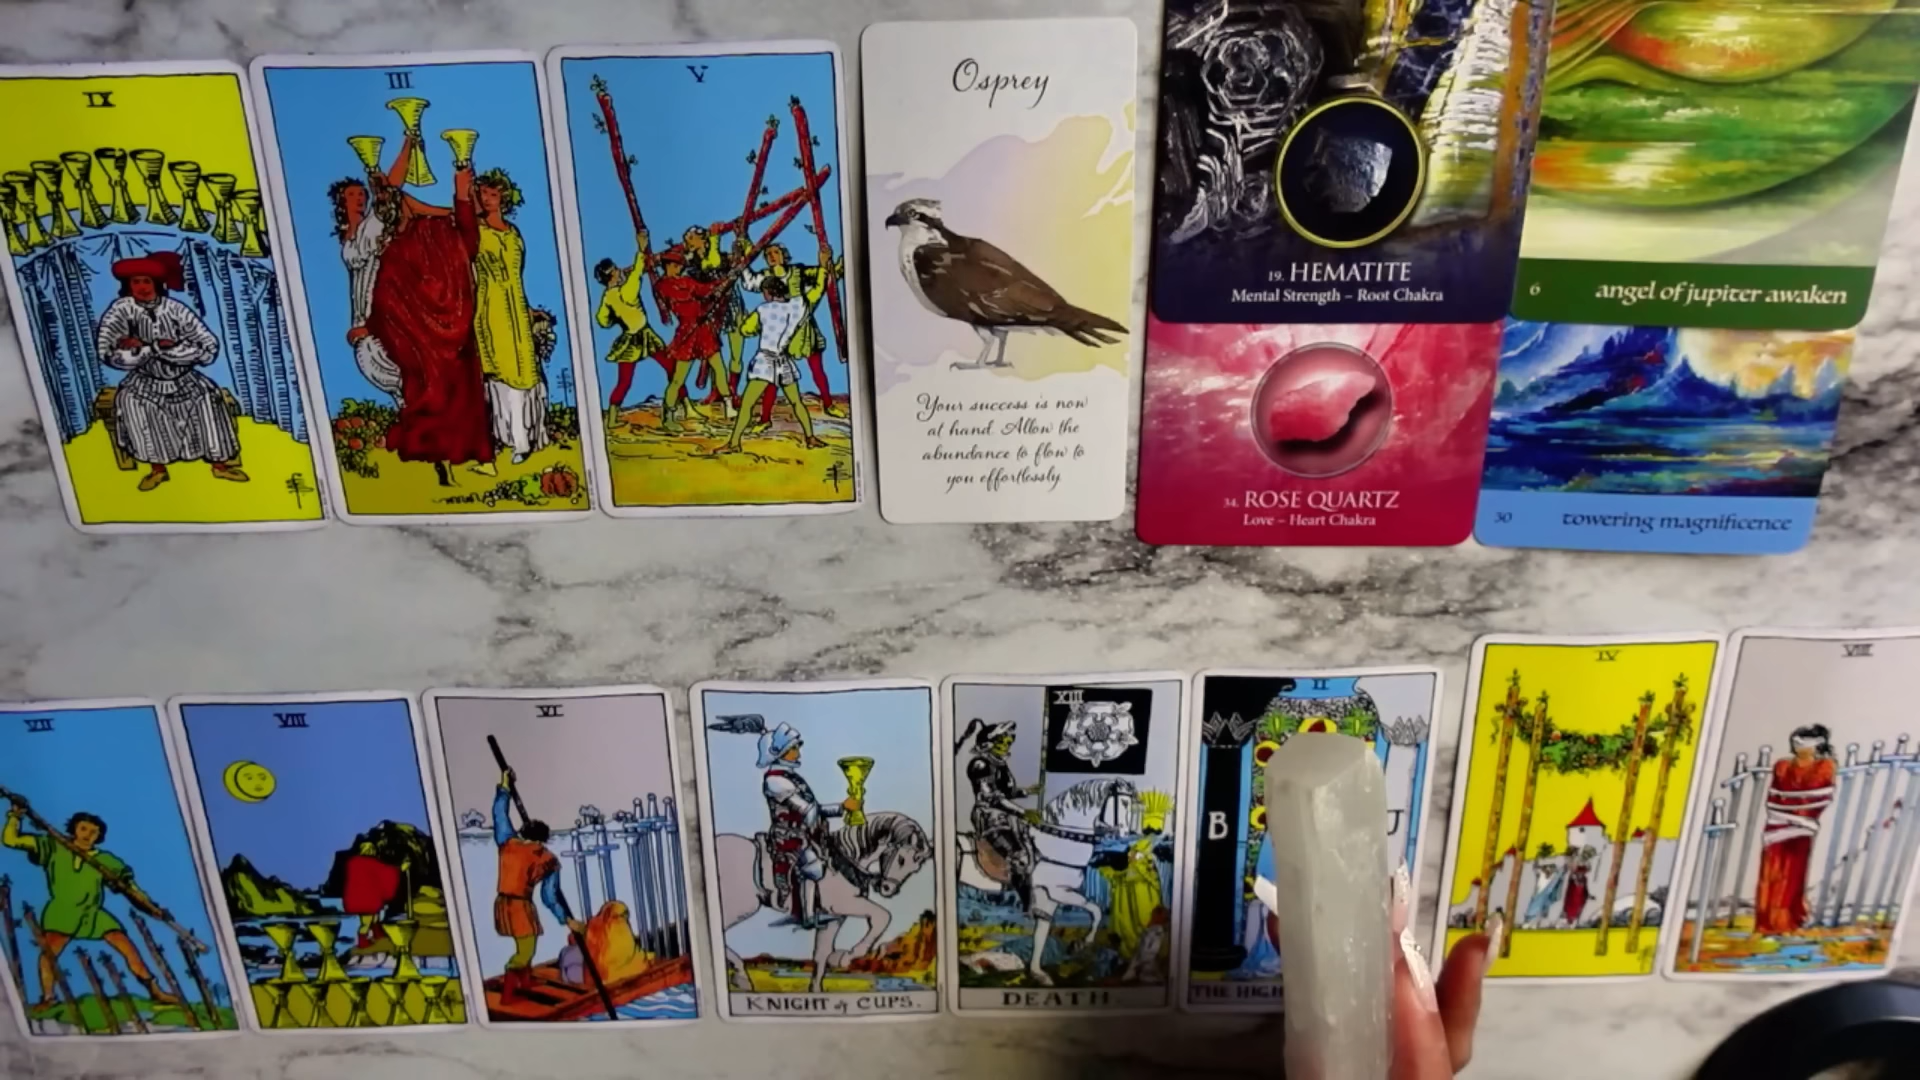 IX
III
V
Osprey
Your success is now
at hand. Allow the
abundance to flow to
you effortlessly.
19. HEMATITE
Mental Strength – Root Chakra
6 angel of jupiter awaken
34. ROSE QUARTZ
Love – Heart Chakra
30 towering magnificence
VII
VIII
VI
KNIGHT of CUPS.
XIII
DEATH.
II
B
J
THE HIGH
IV
VIII